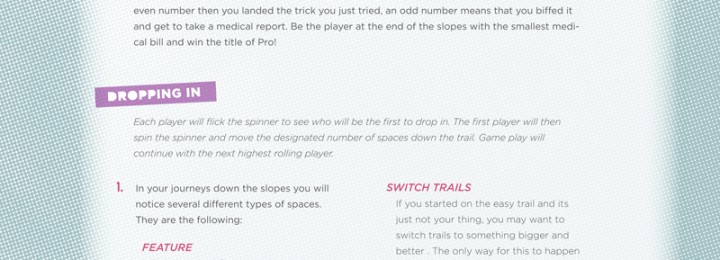 even number then you landed the trick you just tried, an odd number means that you biffed it
and get to take a medical report. Be the player at the end of the slopes with the smallest medi-
cal bill and win the title of Pro!
DROPPING IN
Each player will flick the spinner to see who will be the first to drop in. The first player will then
spin the spinner and move the designated number of spaces down the trail. Game play will
continue with the next highest rolling player.
1. In your journeys down the slopes you will
notice several different types of spaces.
They are the following:
FEATURE
SWITCH TRAILS
If you started on the easy trail and its
just not your thing, you may want to
switch trails to something bigger and
better . The only way for this to happen